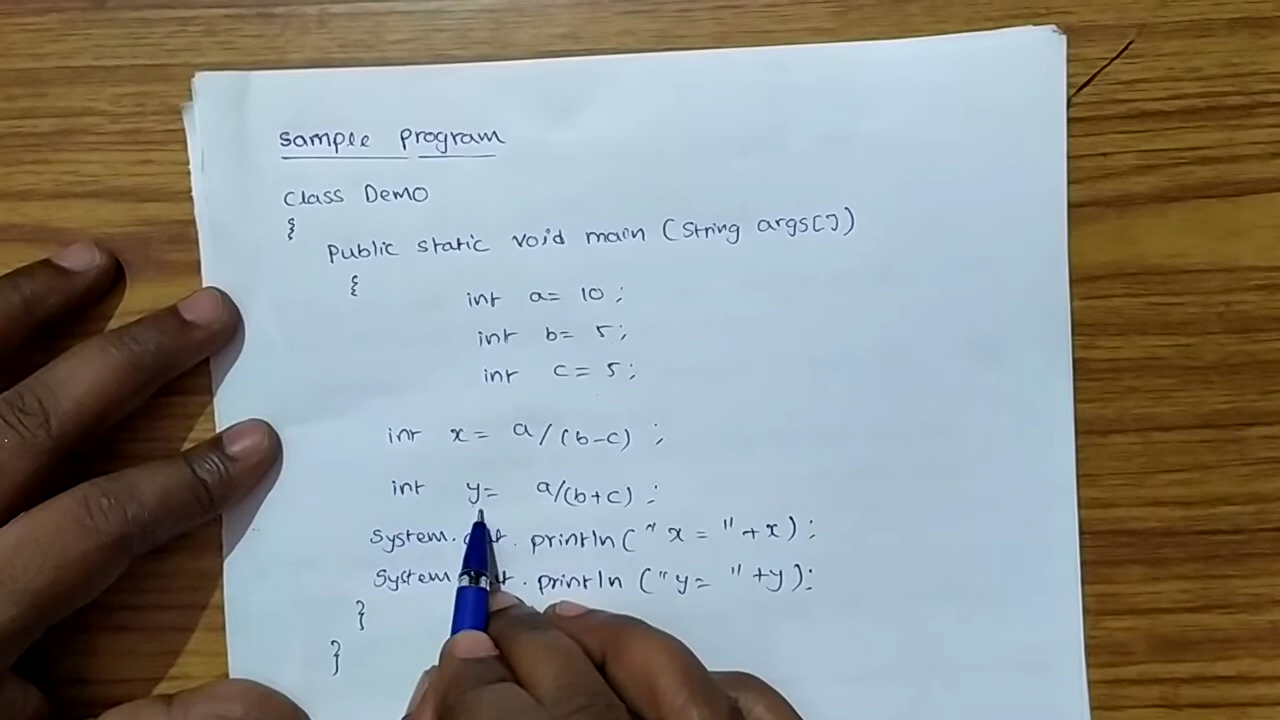 Sample program
class Demo
{
public static void main (String args[])
{
int a= 10 ;
int b= 5;
int c= 5;
int x= a/(b-c) ;
int y= a/(b+c) ;
System. . println(" x = "+x) ;
System . println ("y= "+y);
}
}